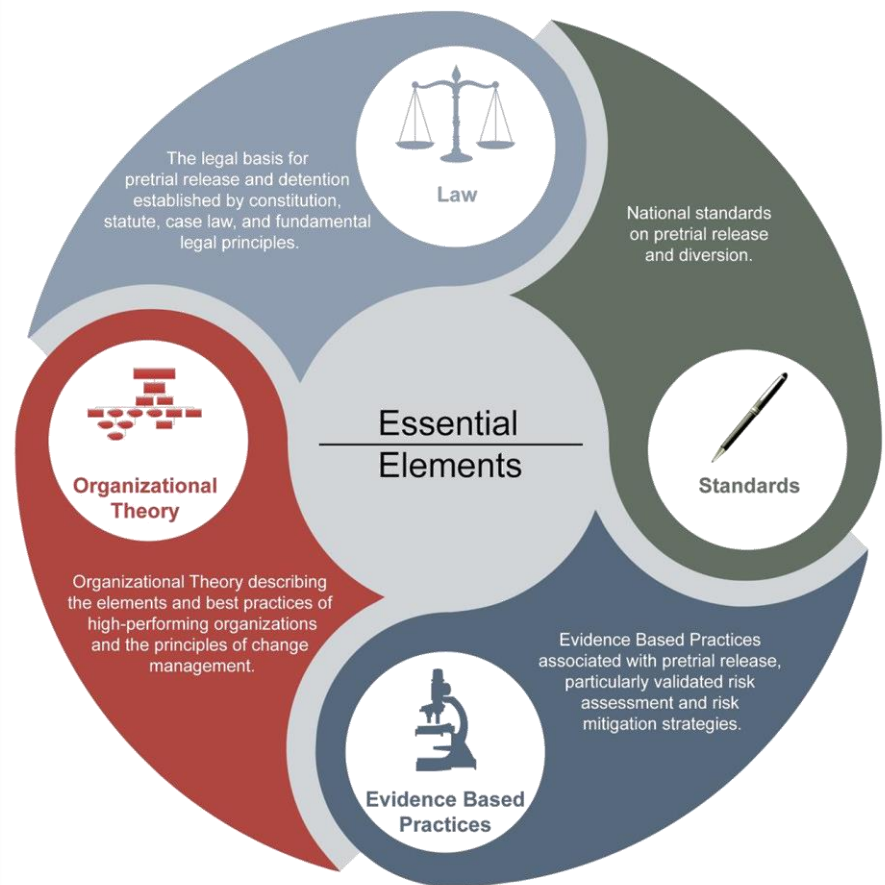 The legal basis for
pretrial release and detention
established by constitution,
statute, case law, and fundamental
legal principles.
Law
National standards
on pretrial release
and diversion.
Standards
Essential
Elements
Organizational
Theory
Organizational Theory describing
the elements and best practices of
high-performing organizations
and the principles of change
management.
Evidence Based Practices
associated with pretrial release,
particularly validated risk
assessment and risk
mitigation strategies.
Evidence Based
Practices